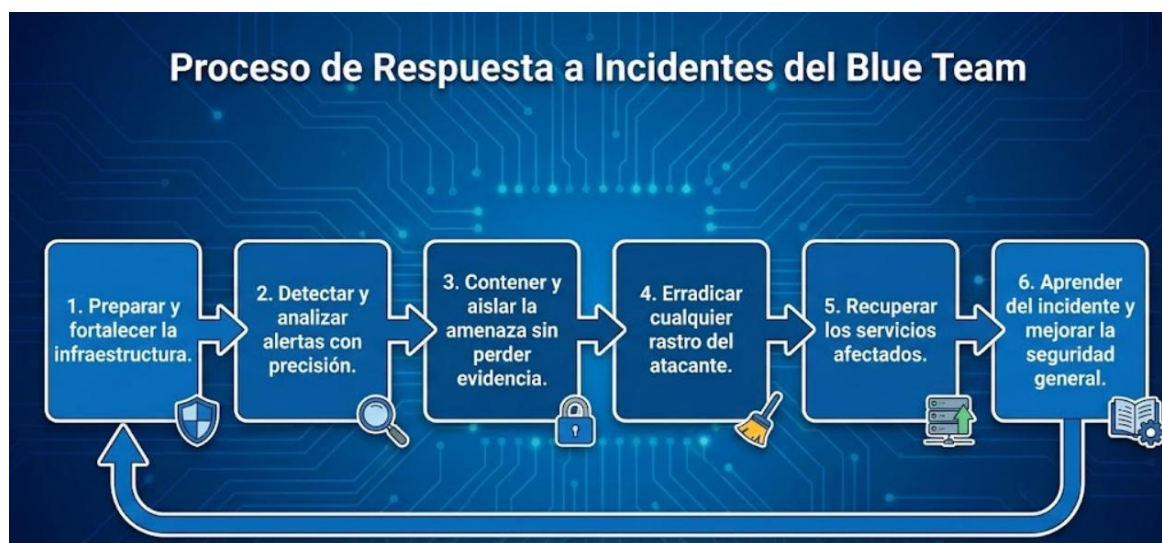 Proceso de Respuesta a Incidentes del Blue Team
1. Preparar y
fortalecer la
infraestructura.
2. Detectar y
analizar
alertas con
precisión.
3. Contener y
aislar la
amenaza sin
perder
evidencia.
4. Erradicar
cualquier
rastro del
atacante.
5. Recuperar
los servicios
afectados.
6. Aprender
del incidente y
mejorar la
seguridad
general.